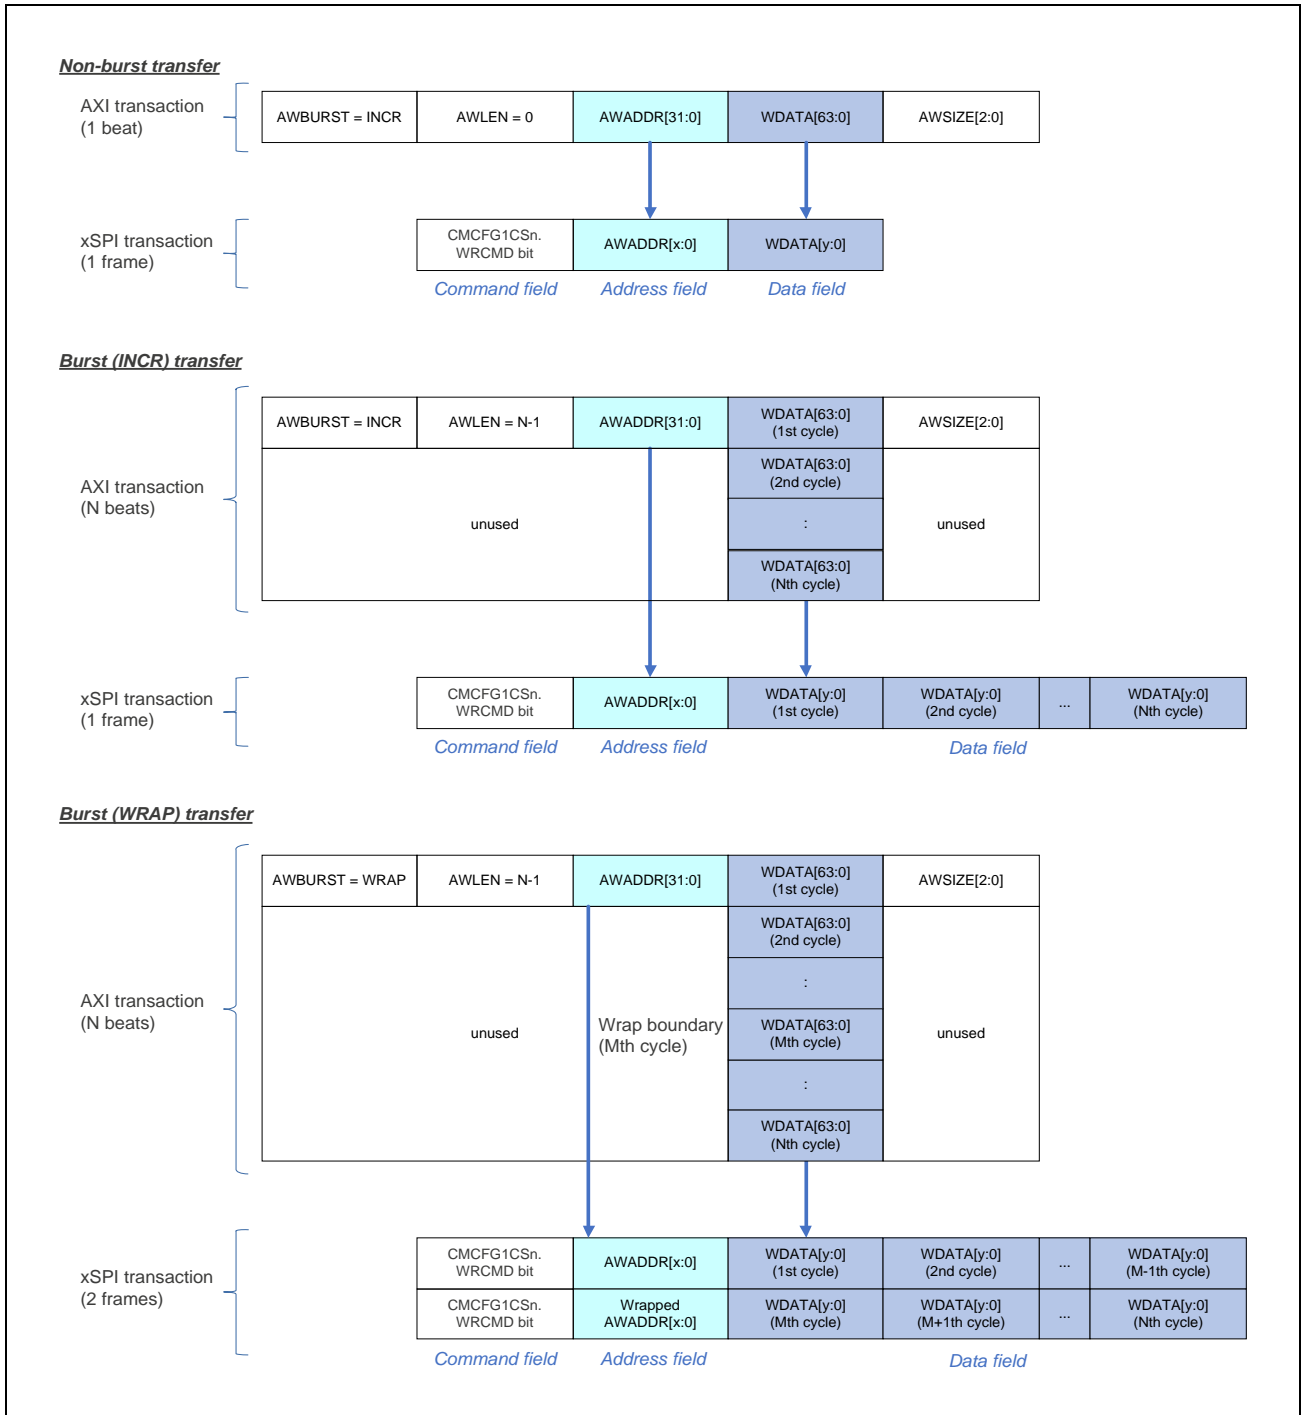 Non-burst transfer
AXI transaction
(1 beat)
AWBURST = INCR
AWLEN = 0
AWADDR[31:0]
WDATA[63:0]
AWSIZE[2:0]
xSPI transaction
(1 frame)
CMCFG1CSn.
WRCMD bit
AWADDR[x:0]
WDATA[y:0]
Command field
Address field
Data field
Burst (INCR) transfer
AXI transaction
(N beats)
AWBURST = INCR
AWLEN = N-1
AWADDR[31:0]
WDATA[63:0]
(1st cycle)
AWSIZE[2:0]
unused
WDATA[63:0]
(2nd cycle)
:
WDATA[63:0]
(Nth cycle)
unused
xSPI transaction
(1 frame)
CMCFG1CSn.
WRCMD bit
AWADDR[x:0]
WDATA[y:0]
(1st cycle)
WDATA[y:0]
(2nd cycle)
...
WDATA[y:0]
(Nth cycle)
Command field
Address field
Data field
Burst (WRAP) transfer
AXI transaction
(N beats)
AWBURST = WRAP
AWLEN = N-1
AWADDR[31:0]
WDATA[63:0]
(1st cycle)
AWSIZE[2:0]
unused
Wrap boundary
(Mth cycle)
WDATA[63:0]
(2nd cycle)
:
WDATA[63:0]
(Mth cycle)
:
WDATA[63:0]
(Nth cycle)
unused
xSPI transaction
(2 frames)
CMCFG1CSn.
WRCMD bit
AWADDR[x:0]
WDATA[y:0]
(1st cycle)
WDATA[y:0]
(2nd cycle)
...
WDATA[y:0]
(M-1th cycle)
CMCFG1CSn.
WRCMD bit
Wrapped
AWADDR[x:0]
WDATA[y:0]
(Mth cycle)
WDATA[y:0]
(M+1th cycle)
...
WDATA[y:0]
(Nth cycle)
Command field
Address field
Data field